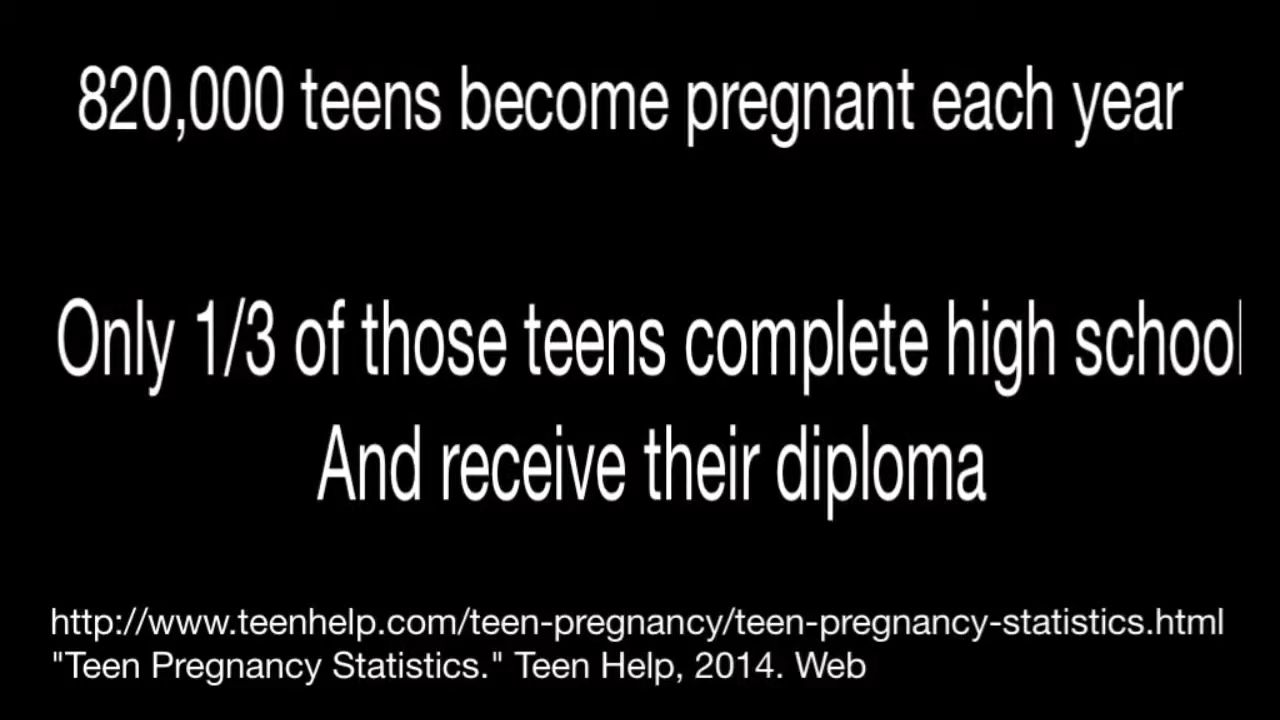 820,000 teens become pregnant each year
Only 1/3 of those teens complete high school
And receive their diploma
http://www.teenhelp.com/teen-pregnancy/teen-pregnancy-statistics.html
"Teen Pregnancy Statistics." Teen Help, 2014. Web